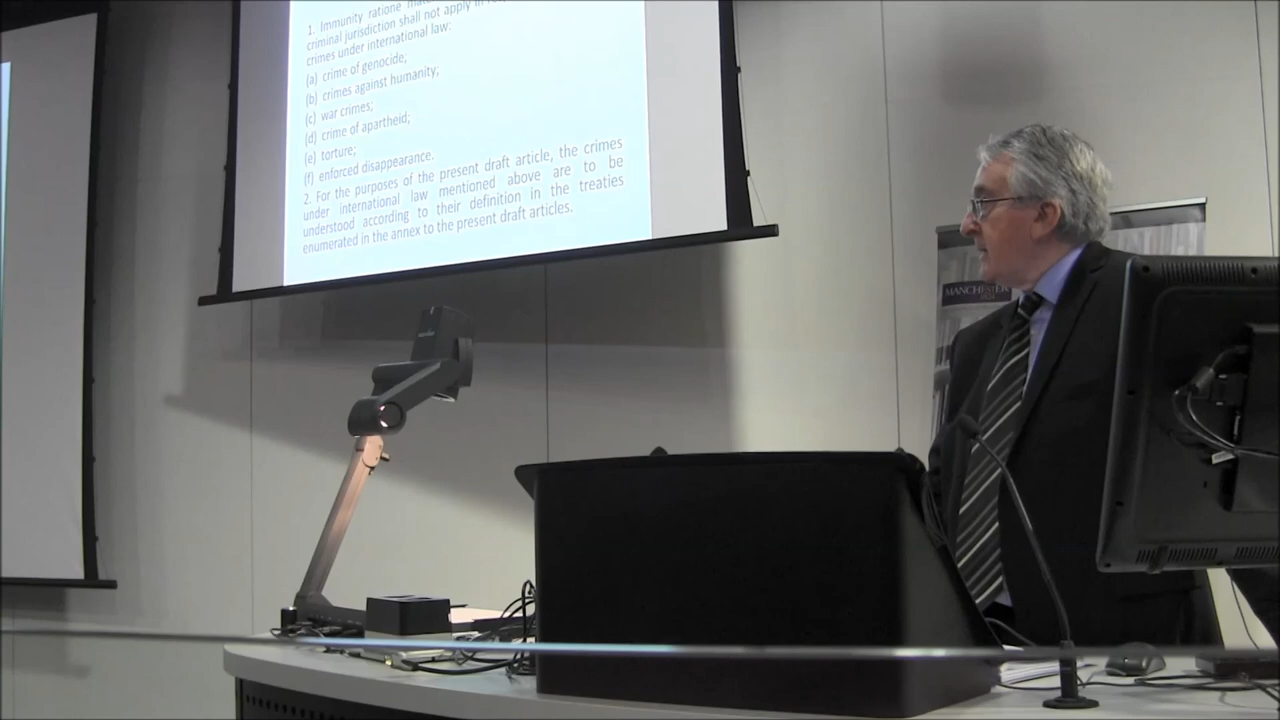 1. Immunity ratione
criminal jurisdiction shall not apply in
crimes under international law:
(a) crime of genocide;
(b) crimes against humanity;
(c) war crimes;
(d) crime of apartheid;
(e) torture;
(f) enforced disappearance.
2. For the purposes of the present draft article, the crimes
under international law mentioned above are to be
understood according to their definition in the treaties
enumerated in the annex to the present draft articles.
MANCHESTER
1824